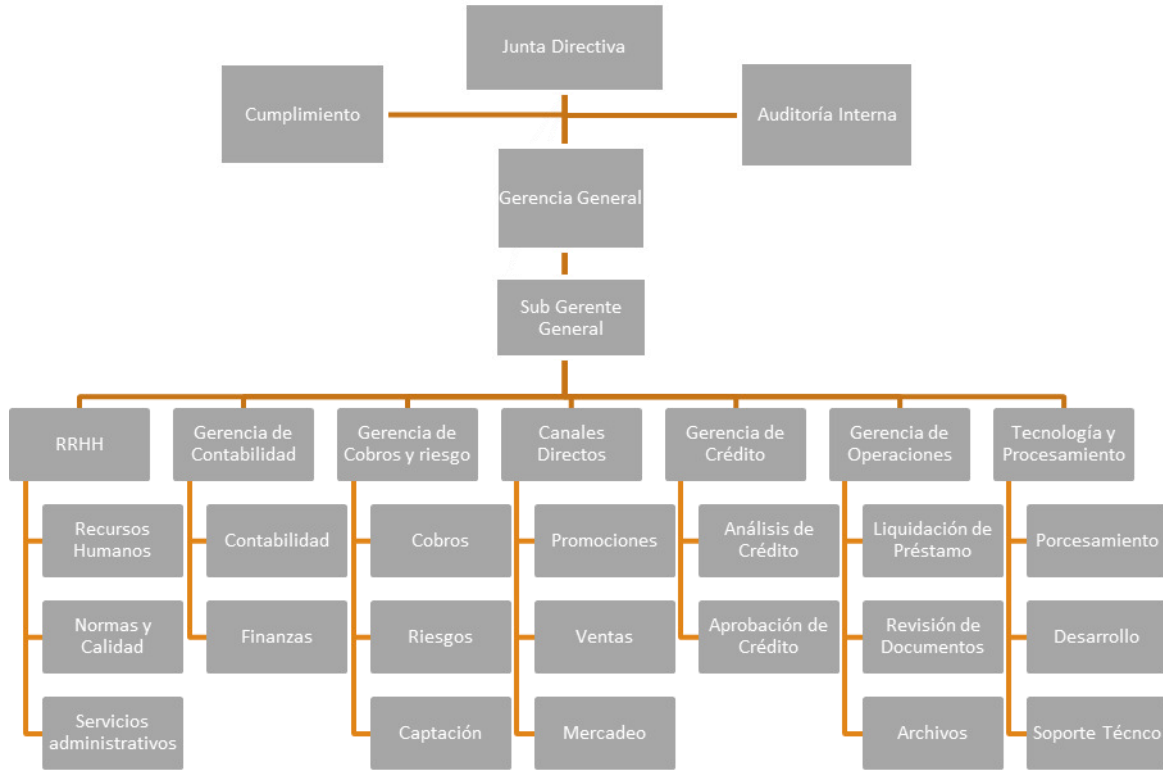 Junta Directiva
Cumplimiento
Auditoría Interna
Gerencia General
Sub Gerente
General
RRHH
Gerencia de
Contabilidad
Gerencia de
Cobros y riesgo
Canales
Directos
Gerencia de
Crédito
Gerencia de
Operaciones
Tecnología y
Procesamiento
Recursos
Humanos
Contabilidad
Cobros
Promociones
Análisis de
Crédito
Liquidación de
Préstamo
Porcesamiento
Normas y
Calidad
Finanzas
Riesgos
Ventas
Aprobación de
Crédito
Revisión de
Documentos
Desarrollo
Servicios
administrativos
Captación
Mercadeo
Archivos
Soporte Técnco